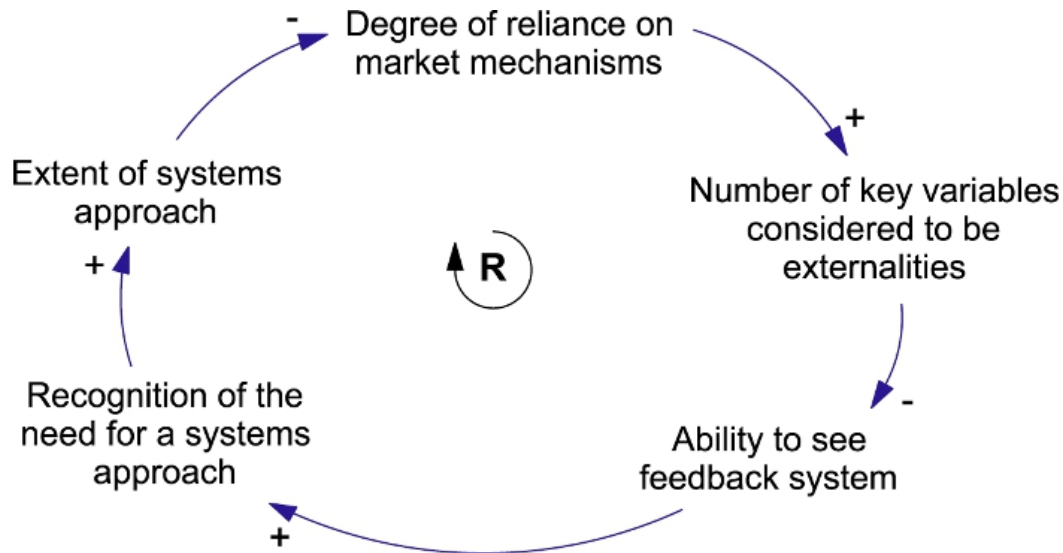 -
Degree of reliance on
market mechanisms
+
Number of key variables
considered to be
externalities
-
Ability to see
feedback system
+
Recognition of the
need for a systems
approach
+
Extent of systems
approach
R